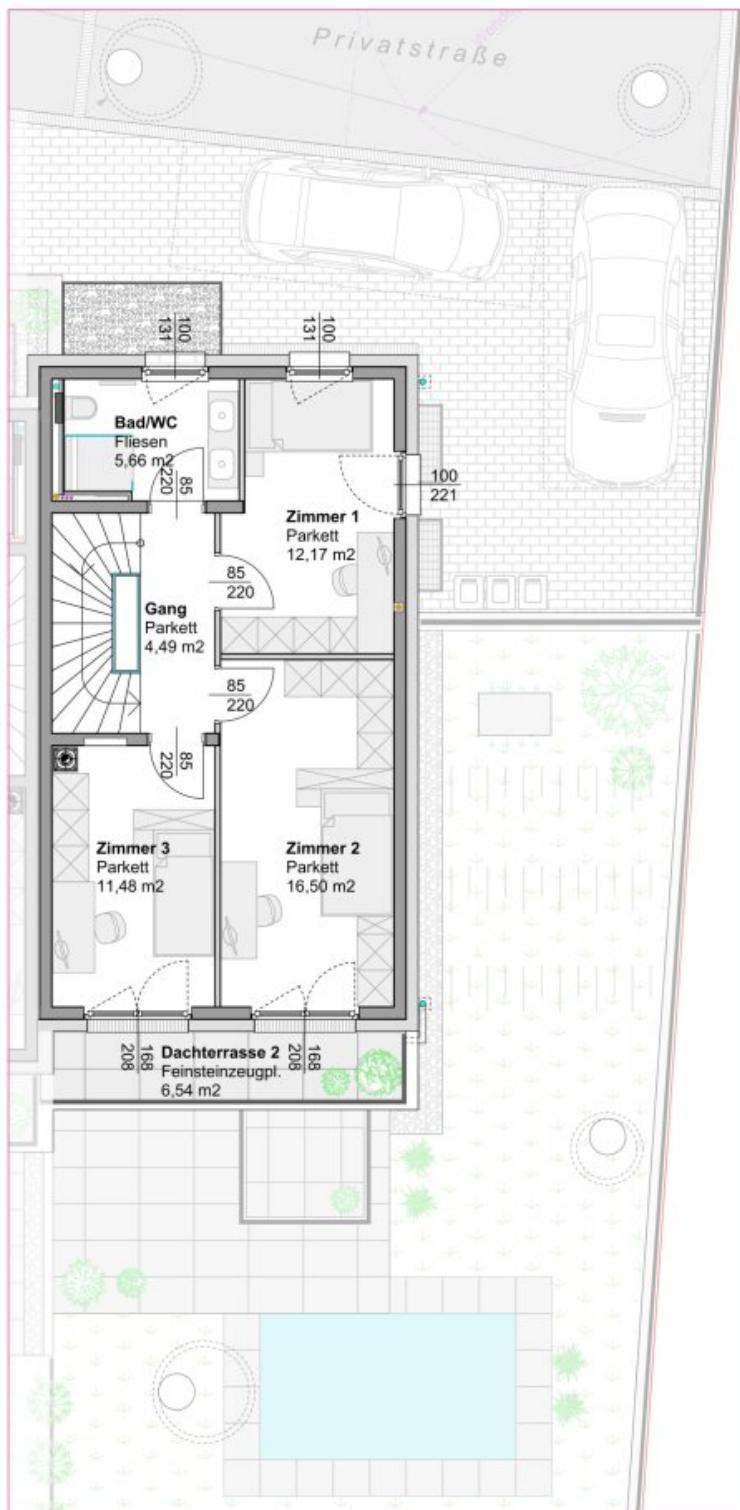 Privatstraße
100
131
100
131
Bad/WC
Fliesen
5,66 m2
85
220
100
221
Zimmer 1
Parkett
12,17 m2
85
220
Gang
Parkett
4,49 m2
85
220
85
220
Zimmer 3
Parkett
11,48 m2
Zimmer 2
Parkett
16,50 m2
168
208
168
208
Dachterrasse 2
Feinsteinzeugpl.
6,54 m2